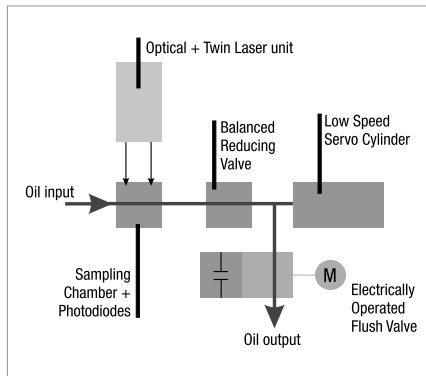 Optical + Twin Laser unit
Balanced
Reducing
Valve
Low Speed
Servo Cylinder
Oil input
Sampling
Chamber +
Photodiodes
M
Electrically
Operated
Flush Valve
Oil output